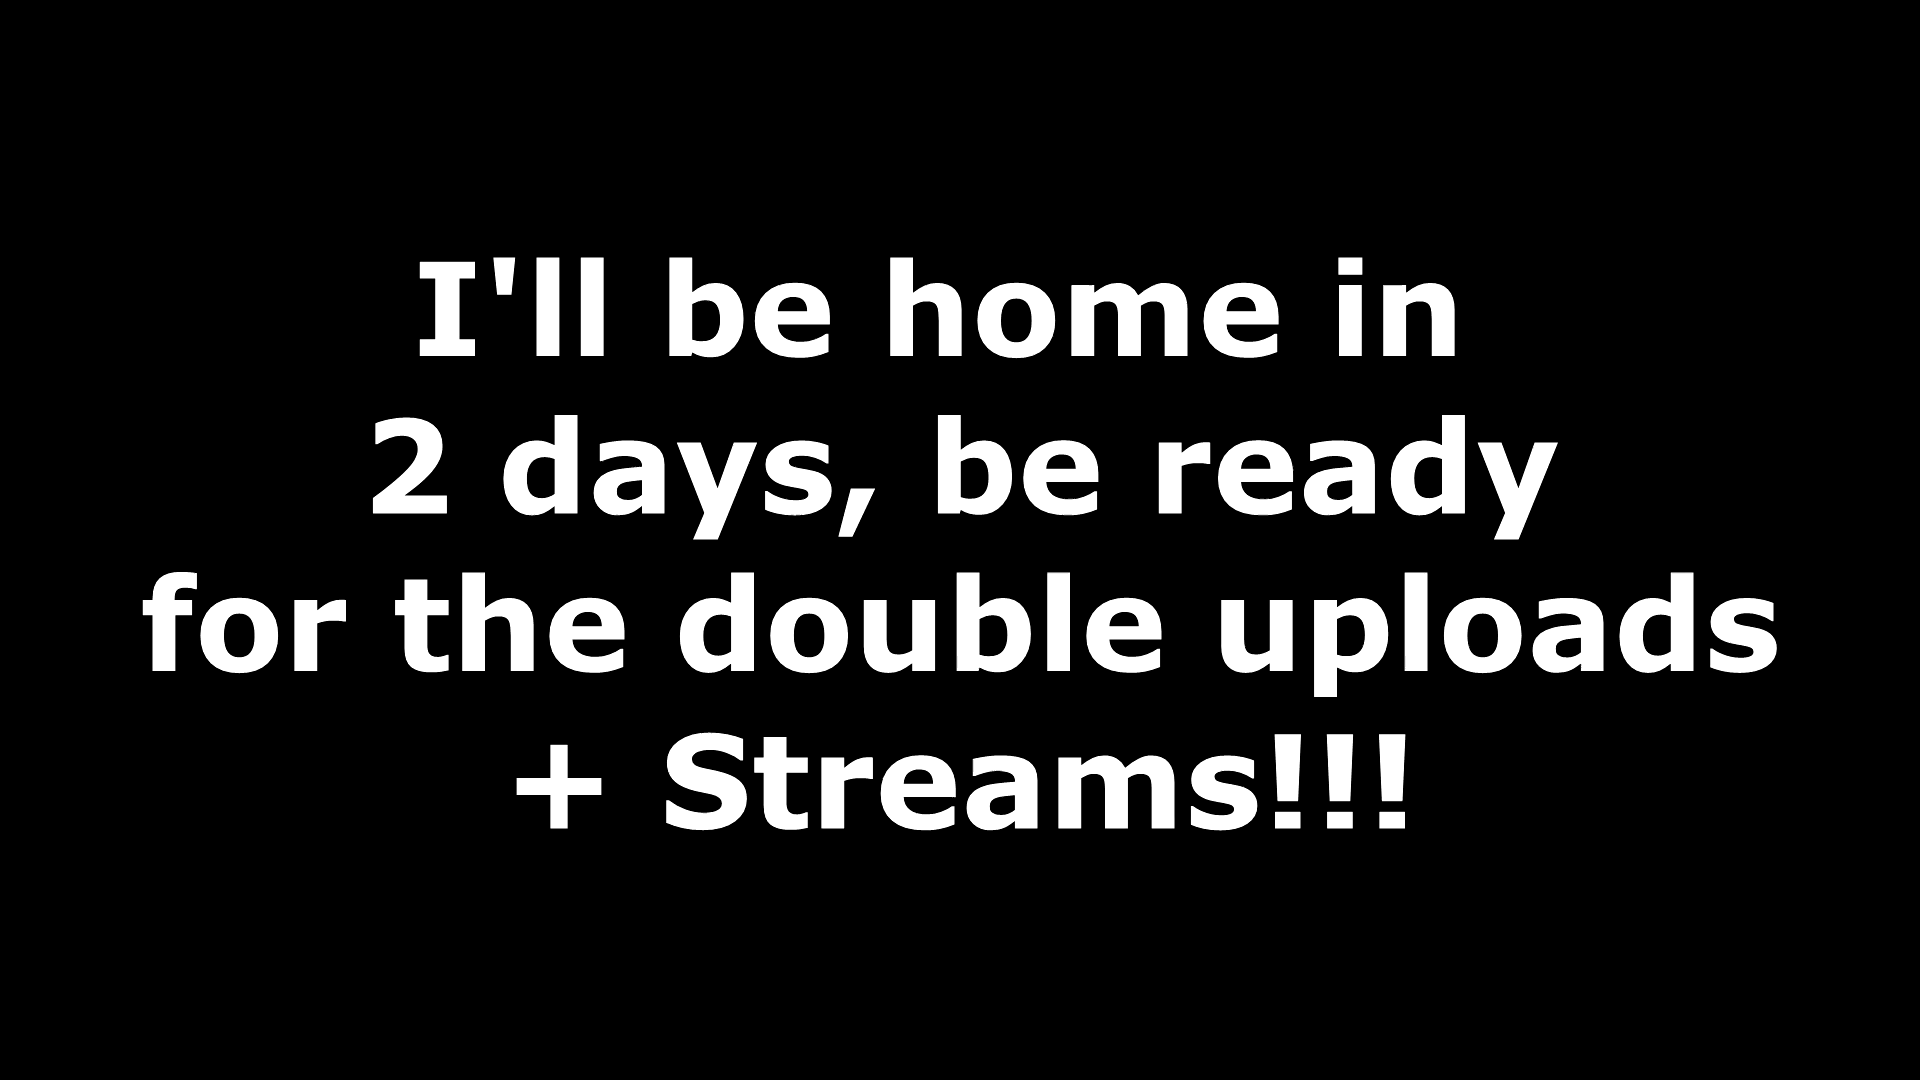 I'll be home in
2 days, be ready
for the double uploads
+ Streams!!!